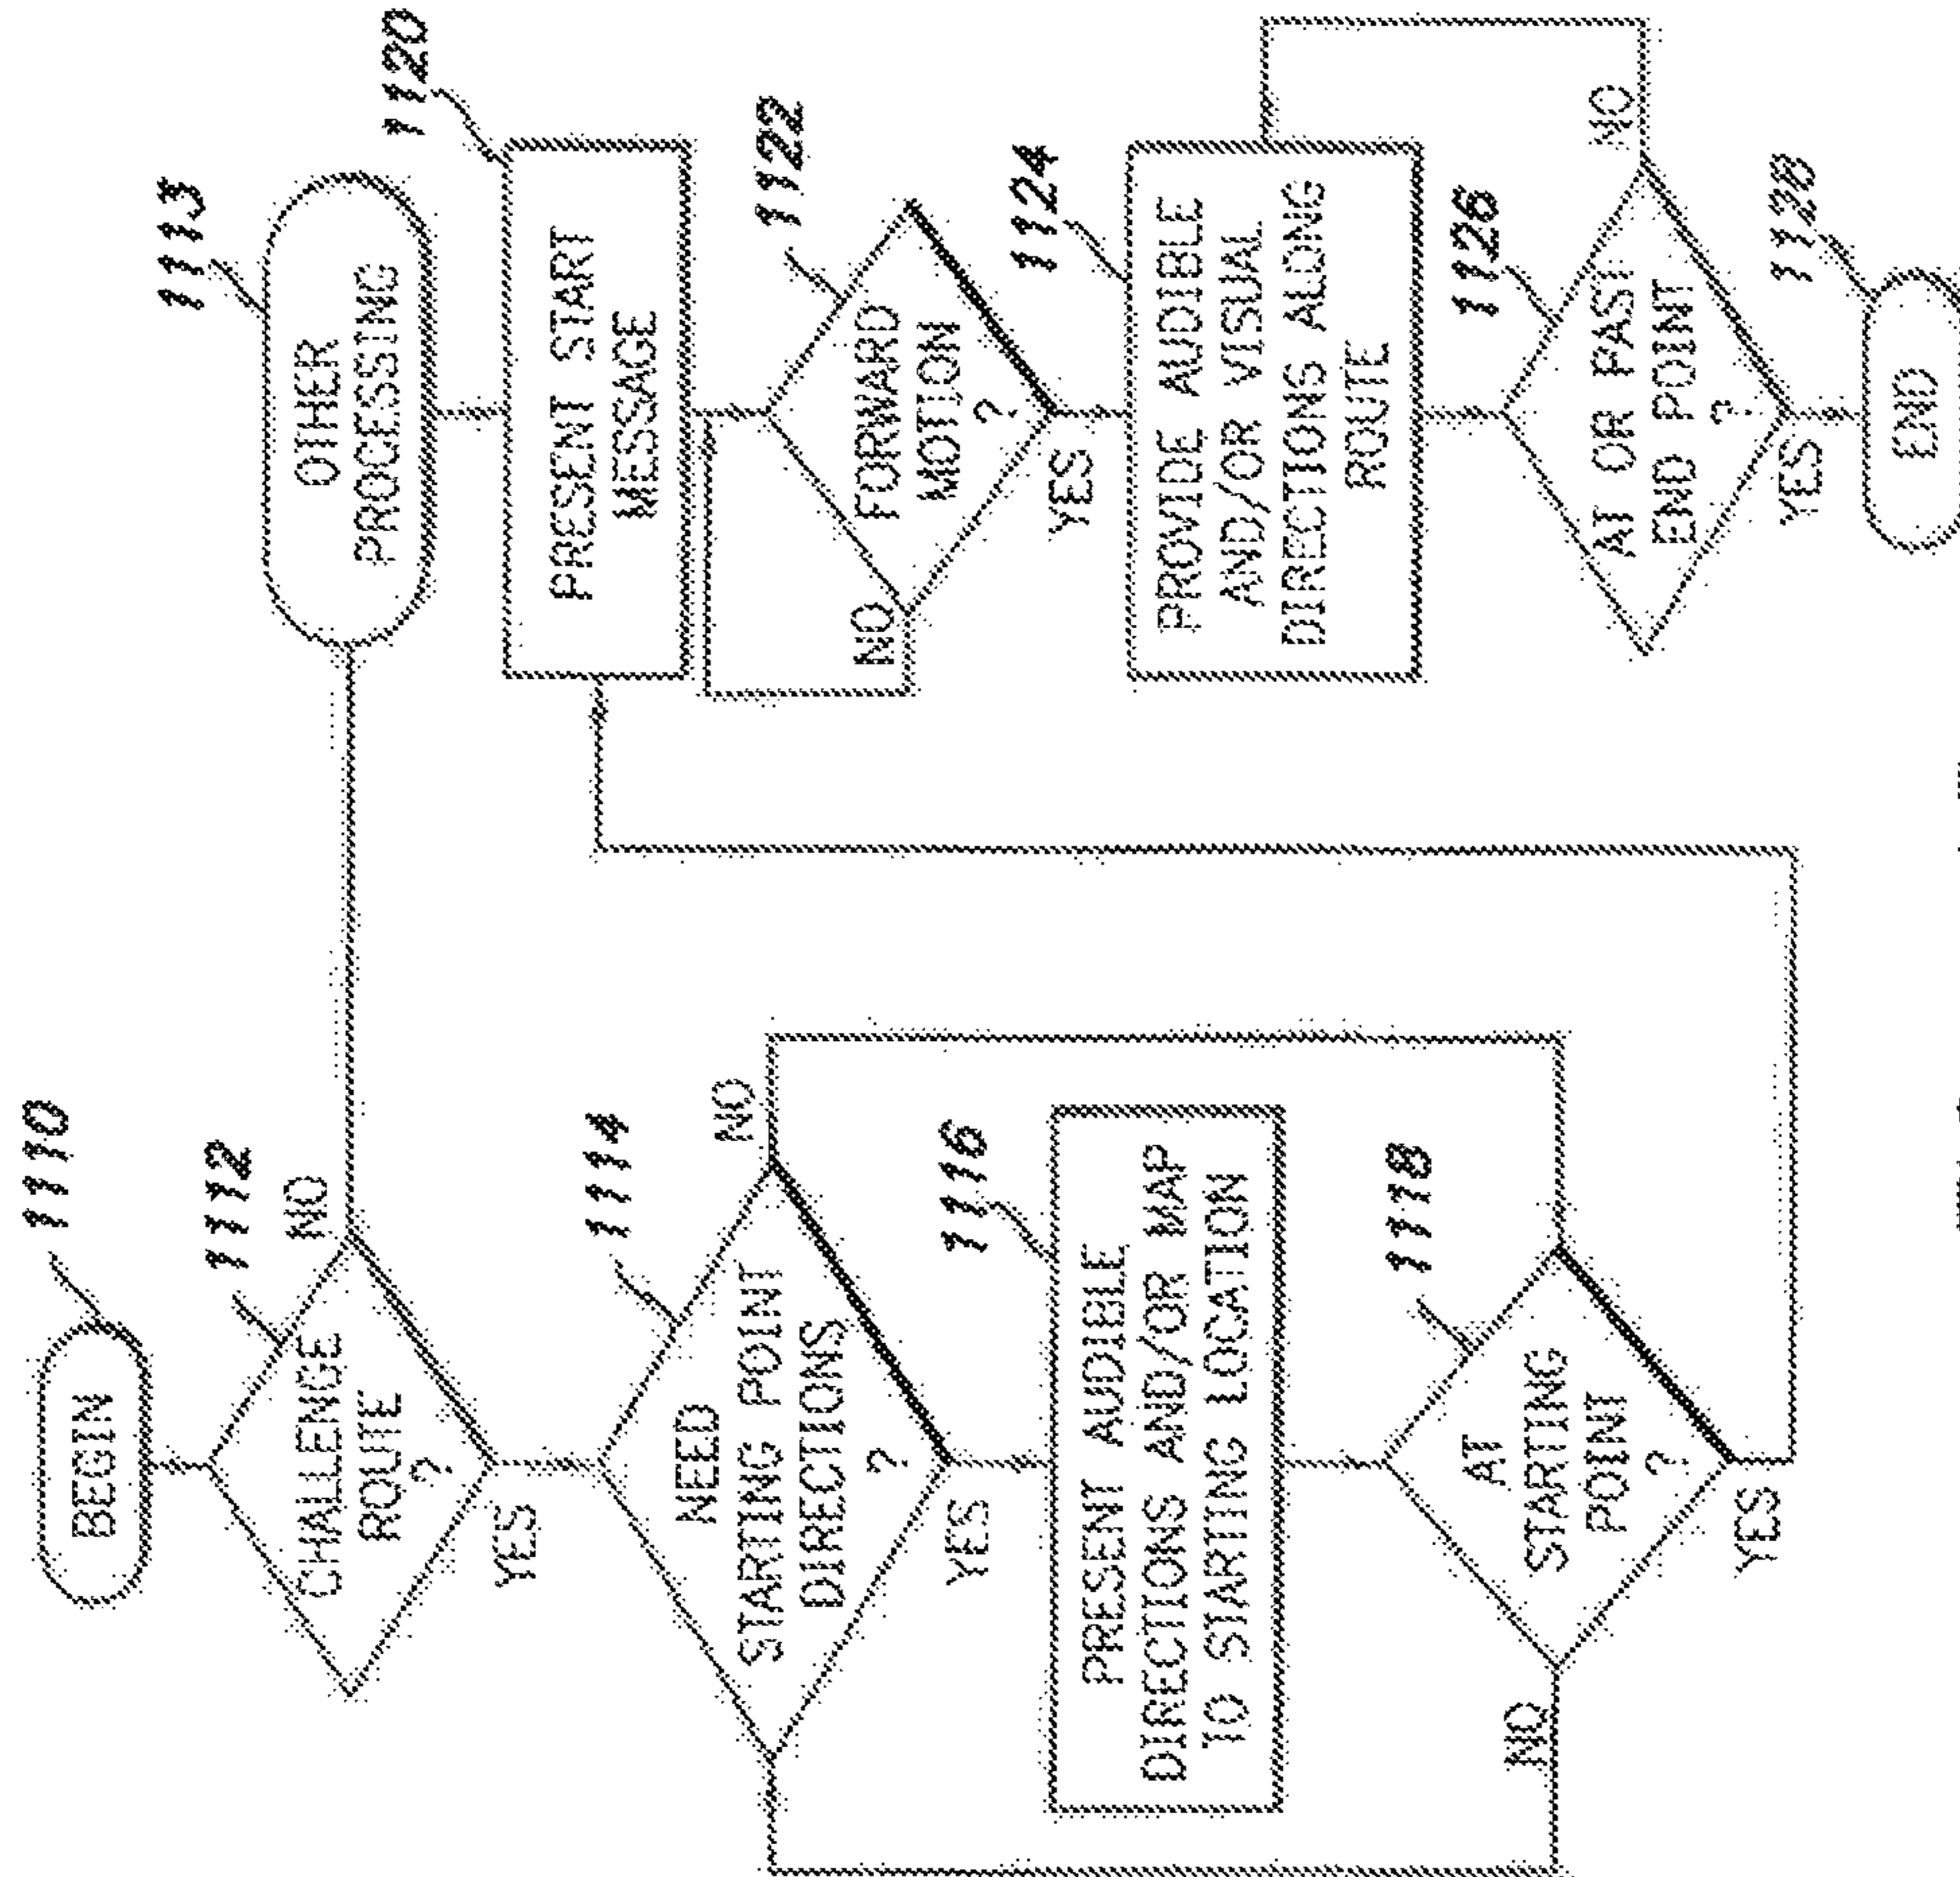 1110
BEGIN
1112
CHALLENGE
ROUTE
?
NO
YES
1114
NEED
STARTING POINT
DIRECTIONS
?
NO
YES
1116
PRESENT AUDIBLE
DIRECTIONS AND/OR MAP
TO STARTING LOCATION
1118
AT
STARTING
POINT
?
NO
YES
1113
OTHER
PROCESSING
1120
PRESENT START
MESSAGE
1122
FORWARD
MOTION
?
NO
YES
1124
PROVIDE AUDIBLE
AND/OR VISUAL
DIRECTIONS ALONG
ROUTE
1126
AT OR PAST
END POINT
?
NO
YES
1128
END